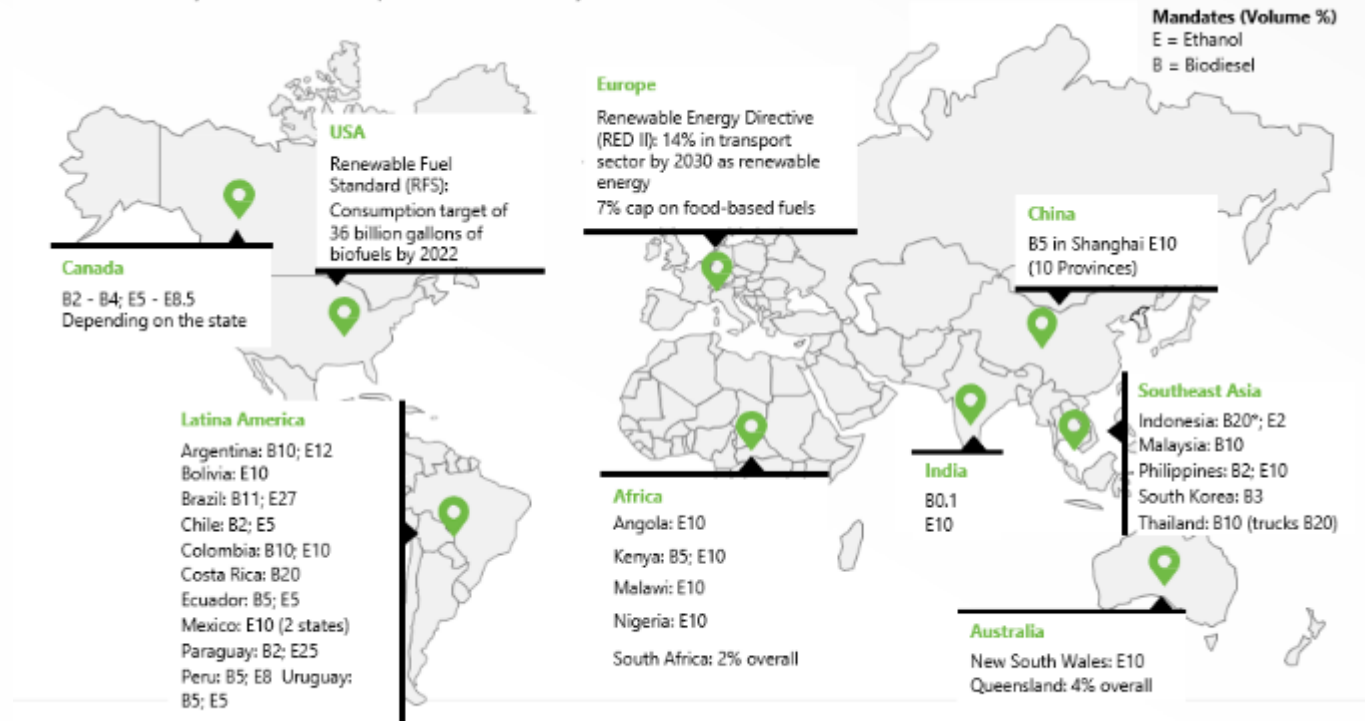 Mandates (Volume %)
E = Ethanol
B = Biodiesel
Europe
Renewable Energy Directive
(RED II): 14% in transport
sector by 2030 as renewable
energy
7% cap on food-based fuels
USA
Renewable Fuel
Standard (RFS):
Consumption target of
36 billion gallons of
biofuels by 2022
China
B5 in Shanghai E10
(10 Provinces)
Canada
B2 - B4; E5 - E8.5
Depending on the state
Latina America
Argentina: B10; E12
Bolivia: E10
Brazil: B11; E27
Chile: B2; E5
Colombia: B10; E10
Costa Rica: B20
Ecuador: B5; E5
Mexico: E10 (2 states)
Paraguay: B2; E25
Peru: B5; E8 Uruguay:
B5; E5
Africa
Angola: E10
Kenya: B5; E10
Malawi: E10
Nigeria: E10
South Africa: 2% overall
India
B0.1
E10
Southeast Asia
Indonesia: B20*; E2
Malaysia: B10
Philippines: B2; E10
South Korea: B3
Thailand: B10 (trucks B20)
Australia
New South Wales: E10
Queensland: 4% overall